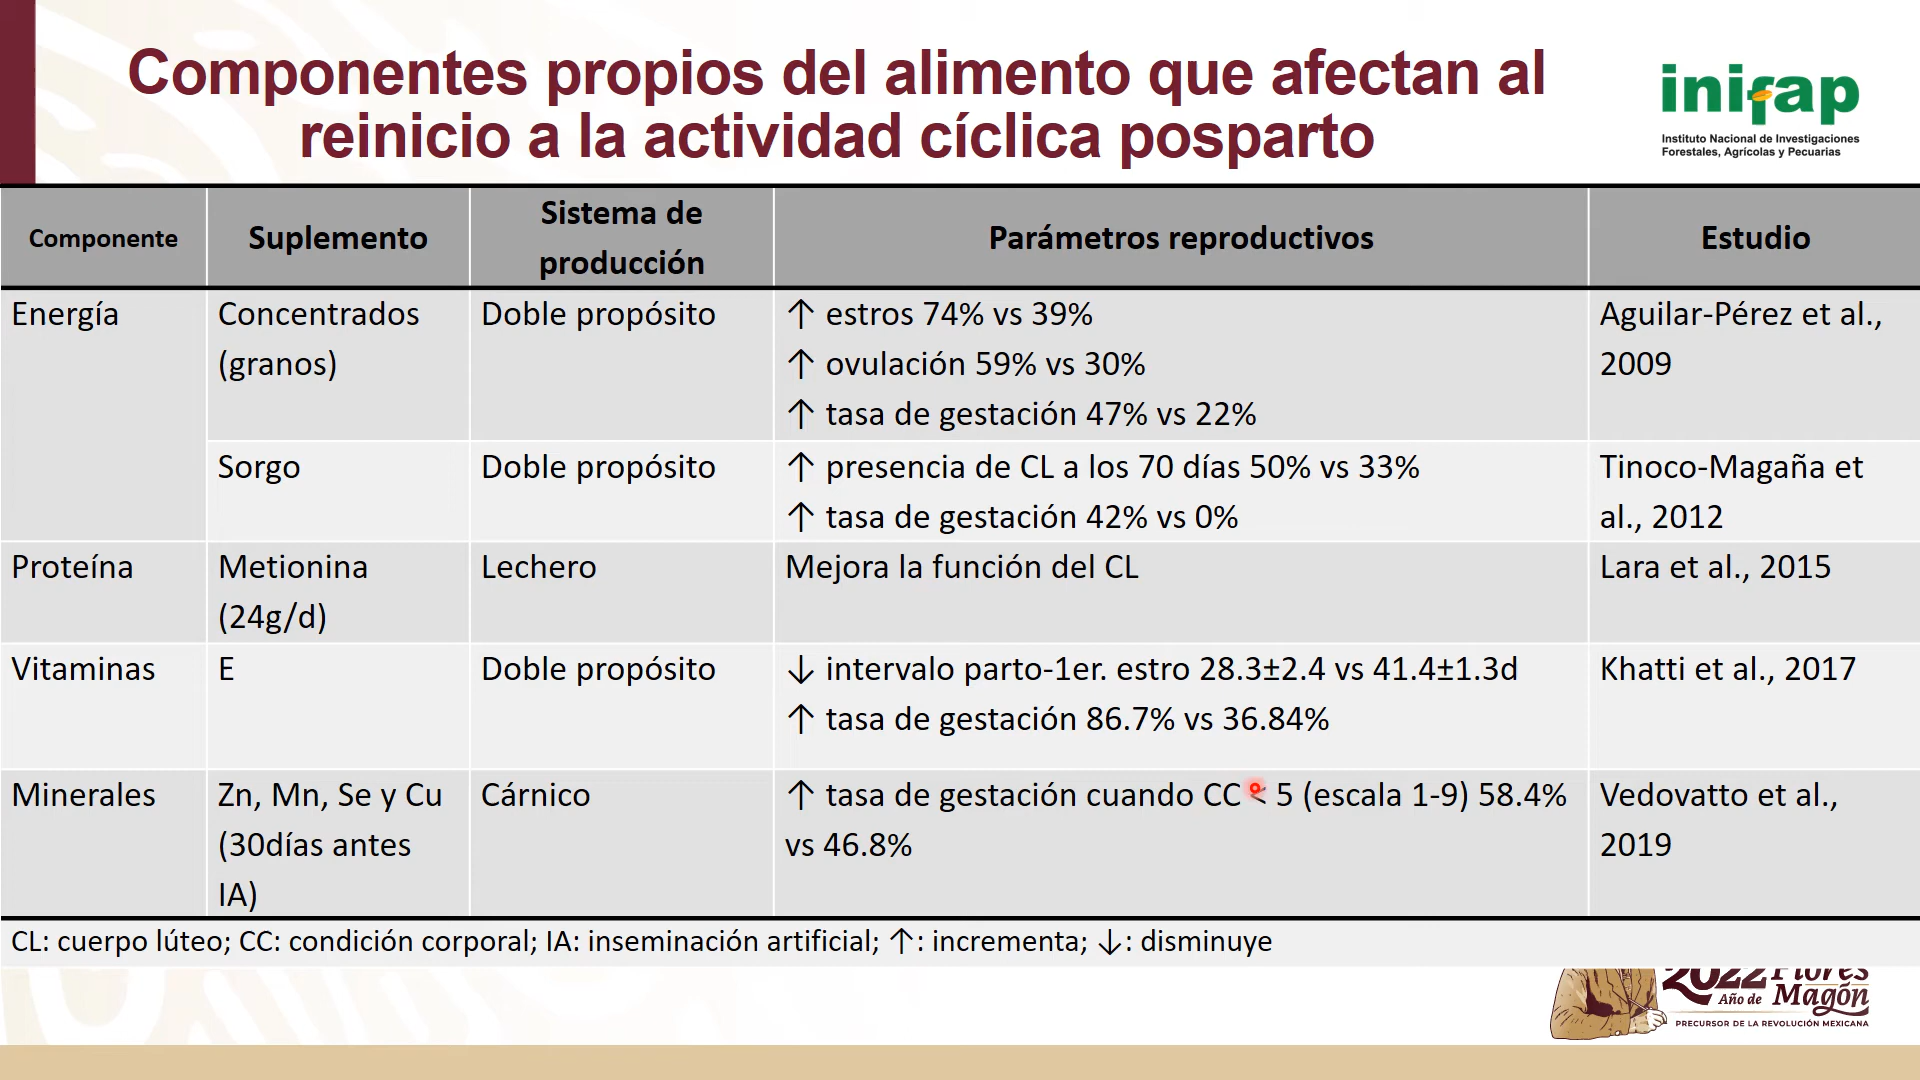 Componentes propios del alimento que afectan al
reinicio a la actividad cíclica posparto
inifap
Instituto Nacional de Investigaciones
Forestales, Agrícolas y Pecuarias
Componente
Suplemento
Sistema de
producción
Parámetros reproductivos
Estudio
Energía
Concentrados
(granos)
Doble propósito
↑ estros 74% vs 39%
↑ ovulación 59% vs 30%
↑ tasa de gestación 47% vs 22%
Aguilar-Pérez et al.,
2009
Sorgo
Doble propósito
↑ presencia de CL a los 70 días 50% vs 33%
↑ tasa de gestación 42% vs 0%
Tinoco-Magaña et
al., 2012
Proteína
Metionina
(24g/d)
Lechero
Mejora la función del CL
Lara et al., 2015
Vitaminas
E
Doble propósito
↓ intervalo parto-1er. estro 28.3±2.4 vs 41.4±1.3d
↑ tasa de gestación 86.7% vs 36.84%
Khatti et al., 2017
Minerales
Zn, Mn, Se y Cu
(30días antes
IA)
Cárnico
↑ tasa de gestación cuando CC < 5 (escala 1-9) 58.4%
vs 46.8%
Vedovatto et al.,
2019
CL: cuerpo lúteo; CC: condición corporal; IA: inseminación artificial; ↑: incrementa; ↓: disminuye
2022 Flores
Año de Magón
PRECURSOR DE LA REVOLUCIÓN MEXICANA